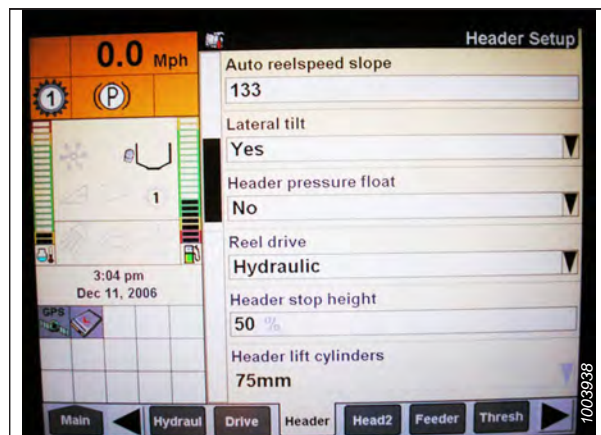 0.0 Mph
Header Setup
Auto reelspeed slope
133
1
(P)
Lateral tilt
Yes
Header pressure float
No
1
Reel drive
Hydraulic
3:04 pm
Dec 11, 2006
Header stop height
50 %
GPS
Header lift cylinders
75mm
Main
Hydraul
Drive
Header
Head2
Feeder
Thresh
1003938